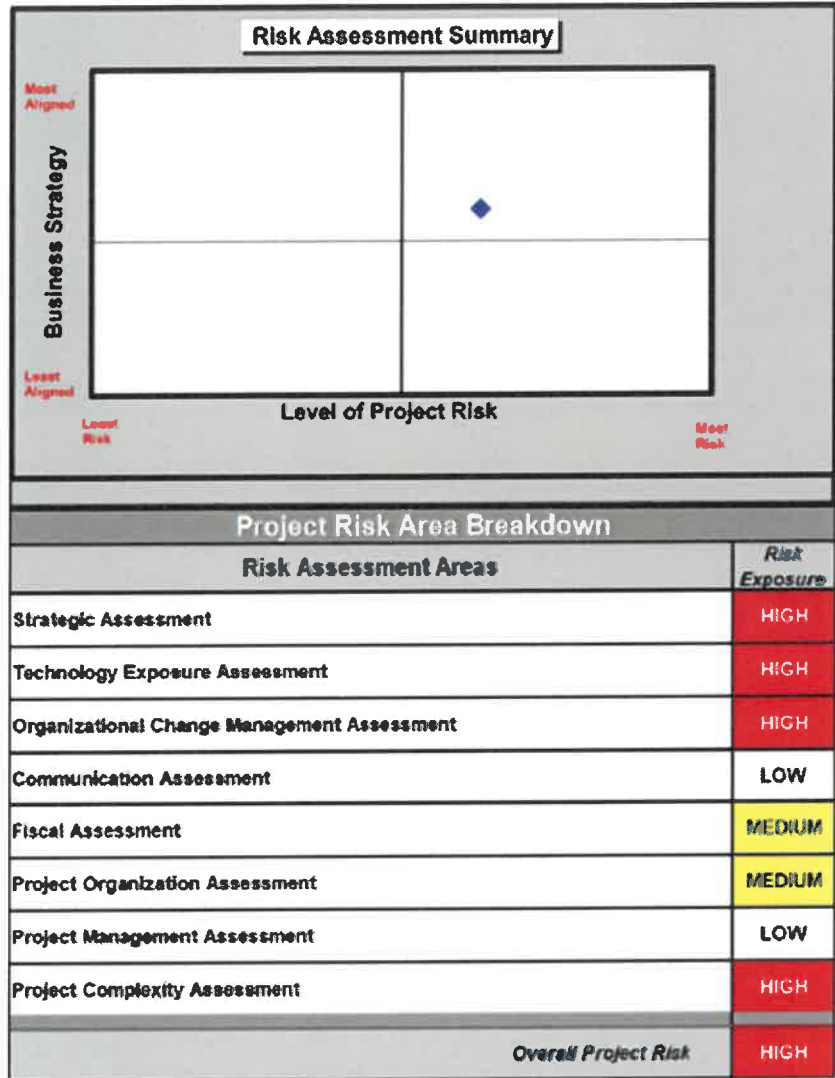 Risk Assessment Summary
Most
Aligned
Business Strategy
Least
Aligned
Level of Project Risk
Least
Risk
Most
Risk
Project Risk Area Breakdown
Risk Assessment Areas
Risk
Exposure
Strategic Assessment HIGH
Technology Exposure Assessment HIGH
Organizational Change Management Assessment HIGH
Communication Assessment LOW
Fiscal Assessment MEDIUM
Project Organization Assessment MEDIUM
Project Management Assessment LOW
Project Complexity Assessment HIGH
Overall Project Risk HIGH